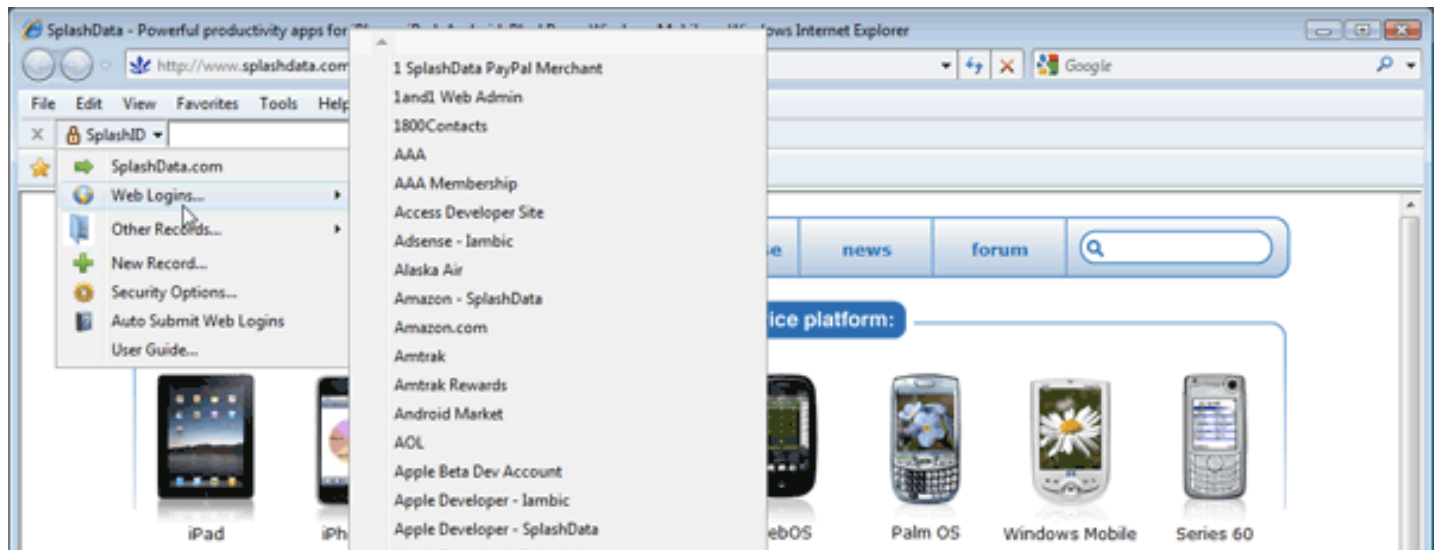 SplashData - Powerful productivity apps for
ows Internet Explorer
http://www.splashdata.com
Google
File Edit View Favorites Tools Help
SplashID
SplashData.com
Web Logins...
Other Records...
New Record...
Security Options...
Auto Submit Web Logins
User Guide...
1 SplashData PayPal Merchant
1and1 Web Admin
1800Contacts
AAA
AAA Membership
Access Developer Site
Adsense - Iambic
Alaska Air
Amazon - SplashData
Amazon.com
Amtrak
Amtrak Rewards
Android Market
AOL
Apple Beta Dev Account
Apple Developer - Iambic
Apple Developer - SplashData
se news forum
ice platform:
iPad iPh ebOS Palm OS Windows Mobile Series 60